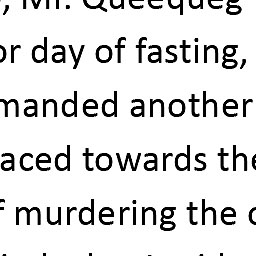 , Mr. Queequeg
or day of fasting,
manded another
aced towards the
f murdering the